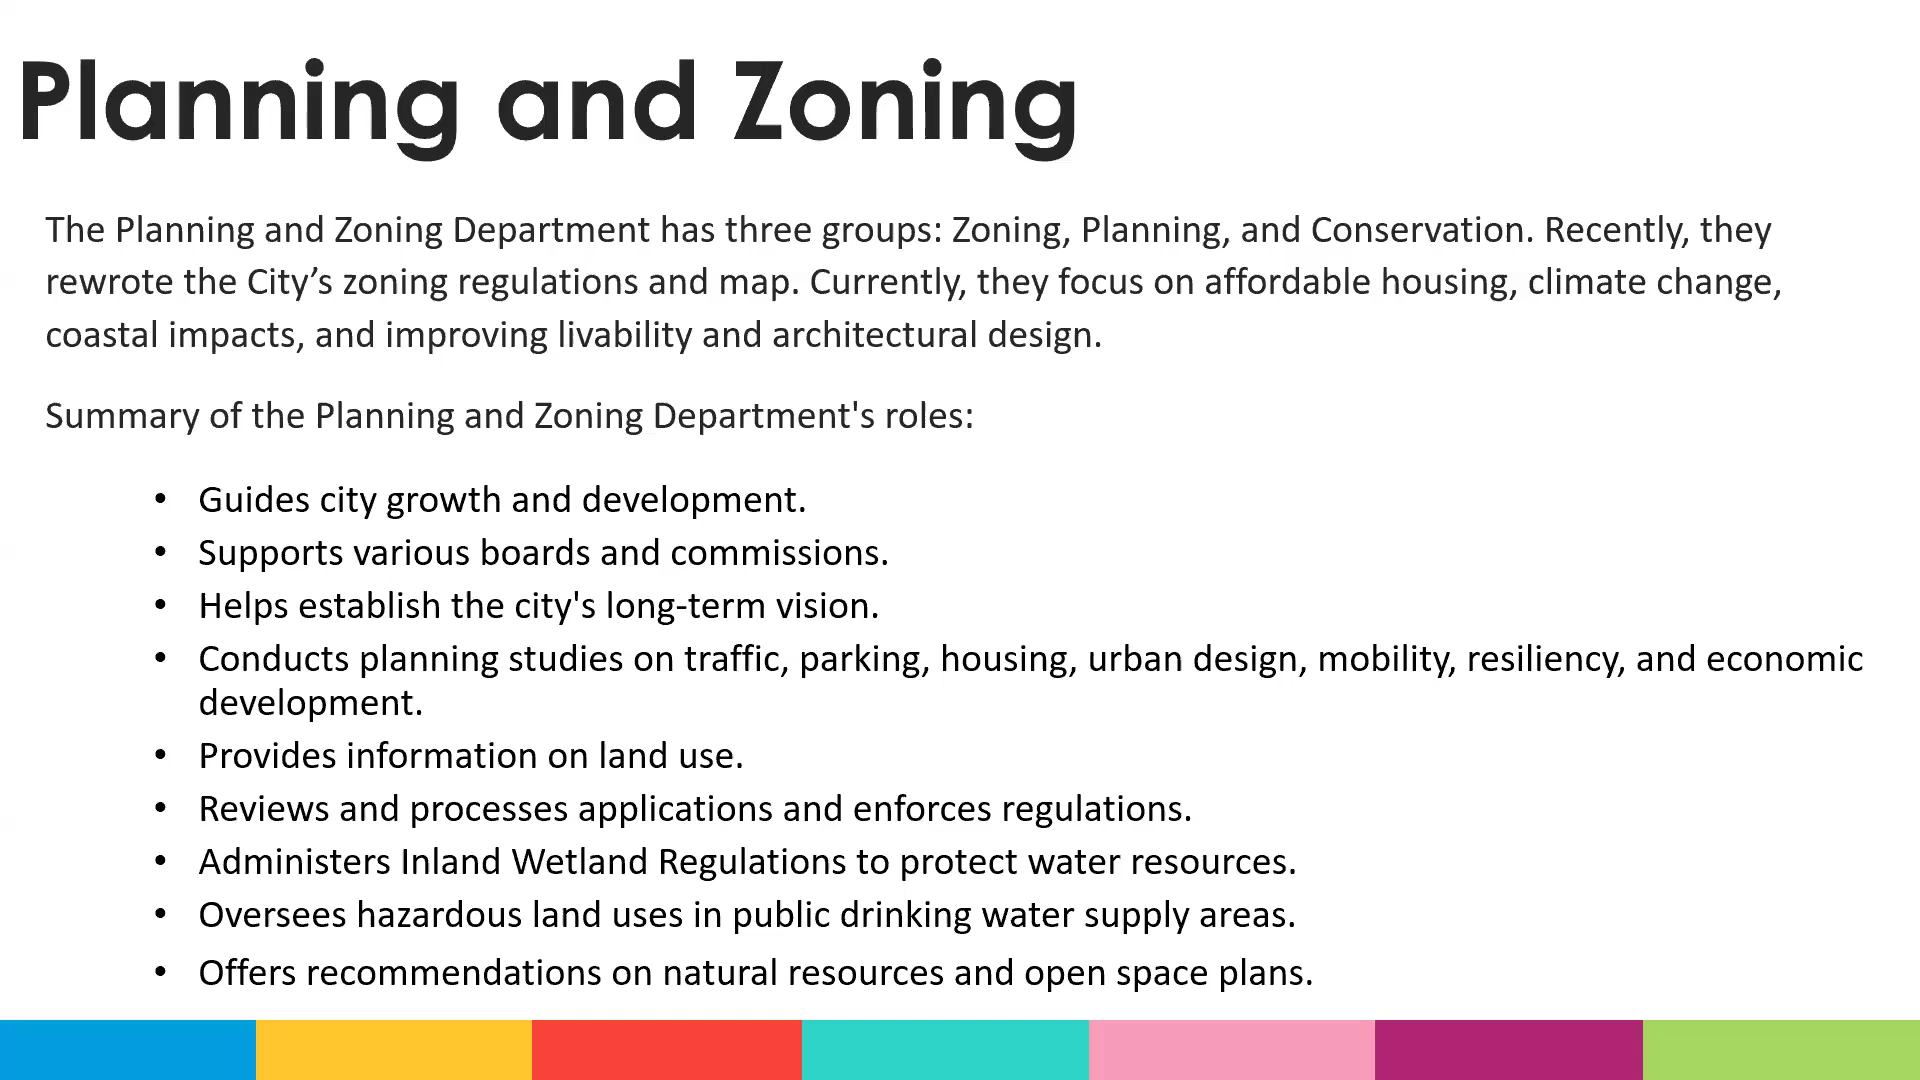 Planning and Zoning
The Planning and Zoning Department has three groups: Zoning, Planning, and Conservation. Recently, they
rewrote the City’s zoning regulations and map. Currently, they focus on affordable housing, climate change,
coastal impacts, and improving livability and architectural design.
Summary of the Planning and Zoning Department's roles:
• Guides city growth and development.
• Supports various boards and commissions.
• Helps establish the city's long-term vision.
• Conducts planning studies on traffic, parking, housing, urban design, mobility, resiliency, and economic
development.
• Provides information on land use.
• Reviews and processes applications and enforces regulations.
• Administers Inland Wetland Regulations to protect water resources.
• Oversees hazardous land uses in public drinking water supply areas.
• Offers recommendations on natural resources and open space plans.